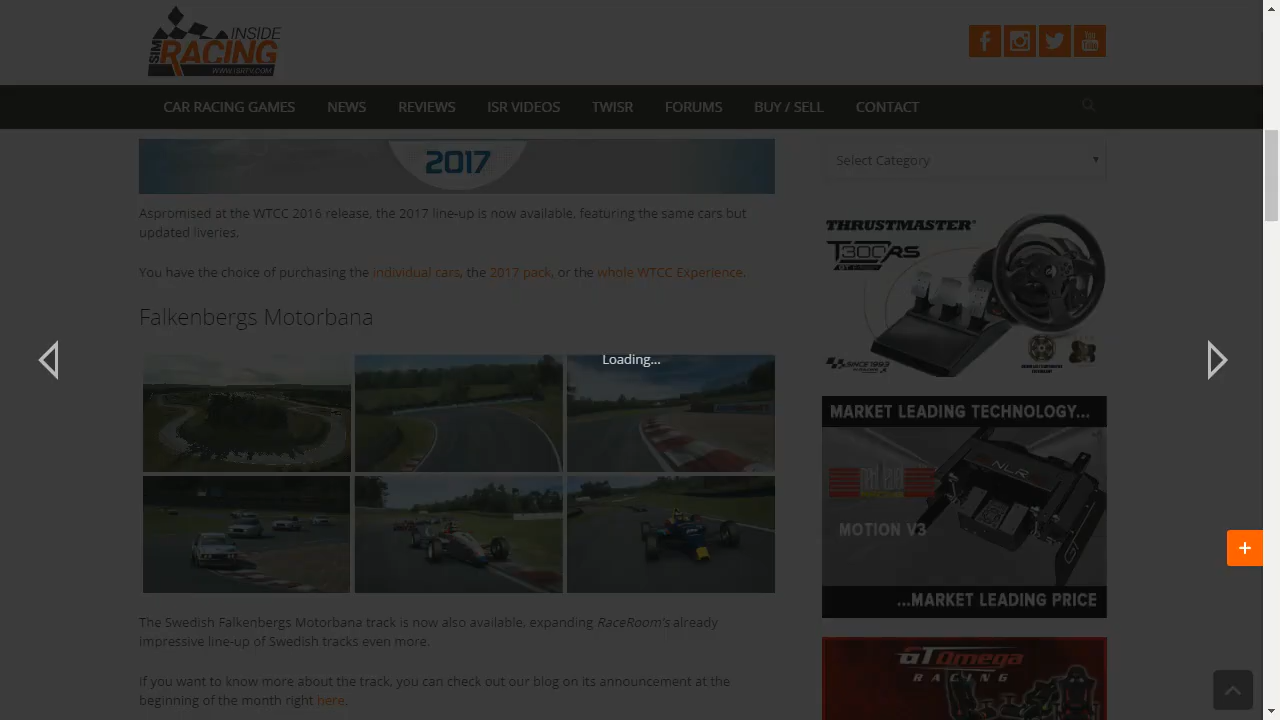 INSIDE
SIM
RACING
WWW.ISRTV.COM
You
CAR RACING GAMES
NEWS
REVIEWS
ISR VIDEOS
TWISR
FORUMS
BUY / SELL
CONTACT
2017
Aspromised at the WTCC 2016 release, the 2017 line-up is now available, featuring the same cars but
updated liveries.
You have the choice of purchasing the individual cars, the 2017 pack, or the whole WTCC Experience.
Falkenbergs Motorbana
Loading...
The Swedish Falkenbergs Motorbana track is now also available, expanding RaceRoom's already
impressive line-up of Swedish tracks even more.
If you want to know more about the track, you can check out our blog on its announcement at the
beginning of the month right here.
Select Category
THRUSTMASTER
T300RS
SINCE 1992
MARKET LEADING TECHNOLOGY...
NLR
MOTION V3
...MARKET LEADING PRICE
GT Omega
RACING